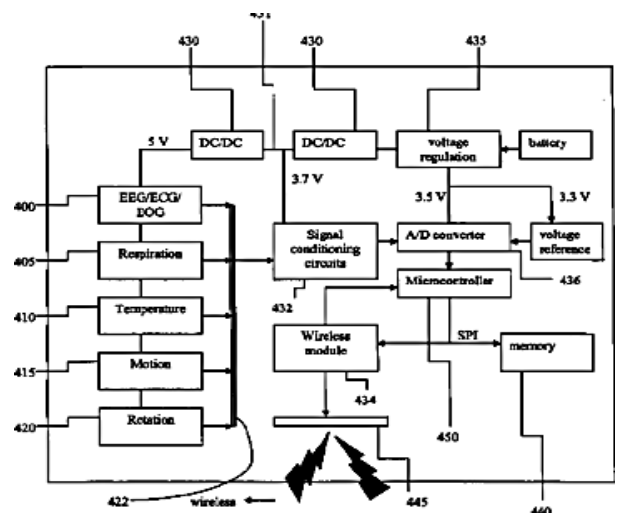 431
430
430
435
5 V
DC/DC
DC/DC
voltage
regulation
battery
3.7 V
3.5 V
3.3 V
400
EEG/ECG/
EOG
Signal
conditioning
circuits
A/D converter
voltage
reference
405
Respiration
Microcontroller
436
432
410
Temperature
Wireless
module
SPI
memory
415
Motion
434
420
Rotation
450
422
wireless
445
440